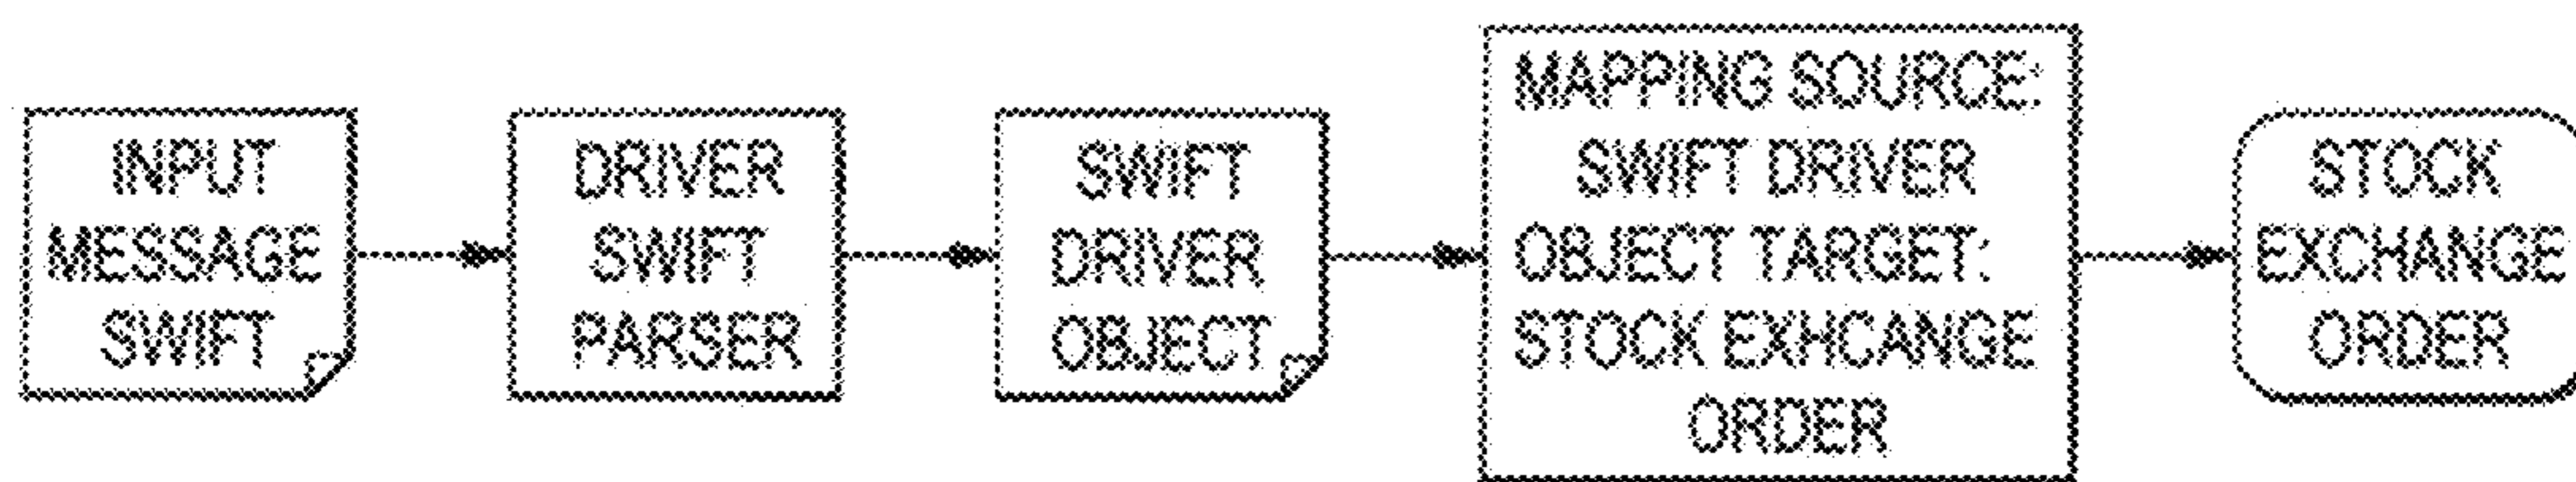 INPUT
MESSAGE
SWIFT
DRIVER
SWIFT
PARSER
SWIFT
DRIVER
OBJECT
MAPPING SOURCE:
SWIFT DRIVER
OBJECT TARGET:
STOCK EXHCANGE
ORDER
STOCK
EXCHANGE
ORDER